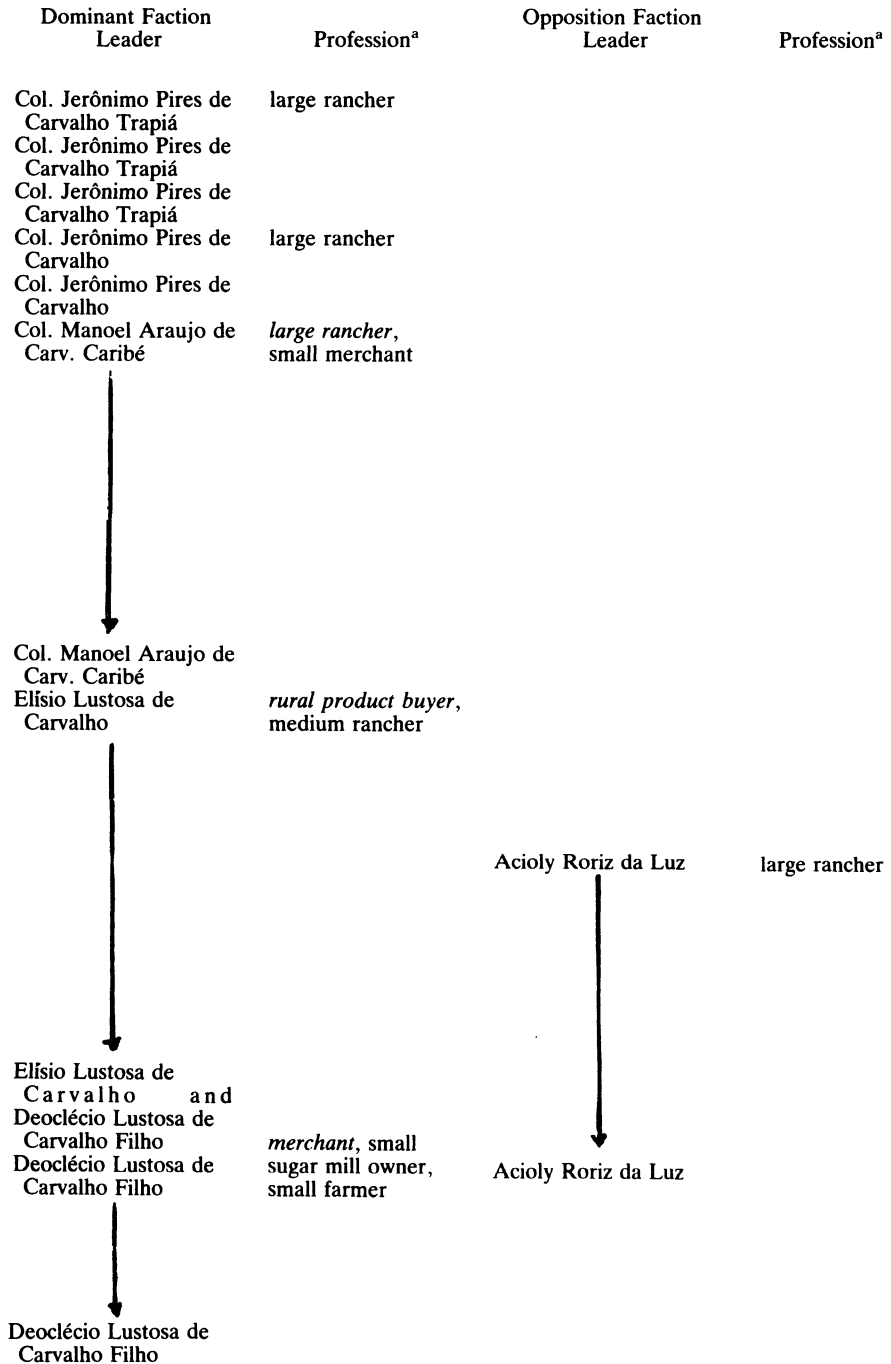 Dominant Faction Leader Professionᵃ Opposition Faction Leader Professionᵃ
Col. Jerônimo Pires de large rancher
Carvalho Trapiá
Col. Jerônimo Pires de
Carvalho Trapiá
Col. Jerônimo Pires de
Carvalho Trapiá
Col. Jerônimo Pires de large rancher
Carvalho
Col. Jerônimo Pires de
Carvalho
Col. Manoel Araujo de large rancher,
Carv. Caribé small merchant
Col. Manoel Araujo de
Carv. Caribé
Elísio Lustosa de rural product buyer,
Carvalho medium rancher
Acioly Roriz da Luz large rancher
Elísio Lustosa de
Carvalho and
Deoclécio Lustosa de
Carvalho Filho merchant, small
Deoclécio Lustosa de sugar mill owner, Acioly Roriz da Luz
Carvalho Filho small farmer
Deoclécio Lustosa de
Carvalho Filho